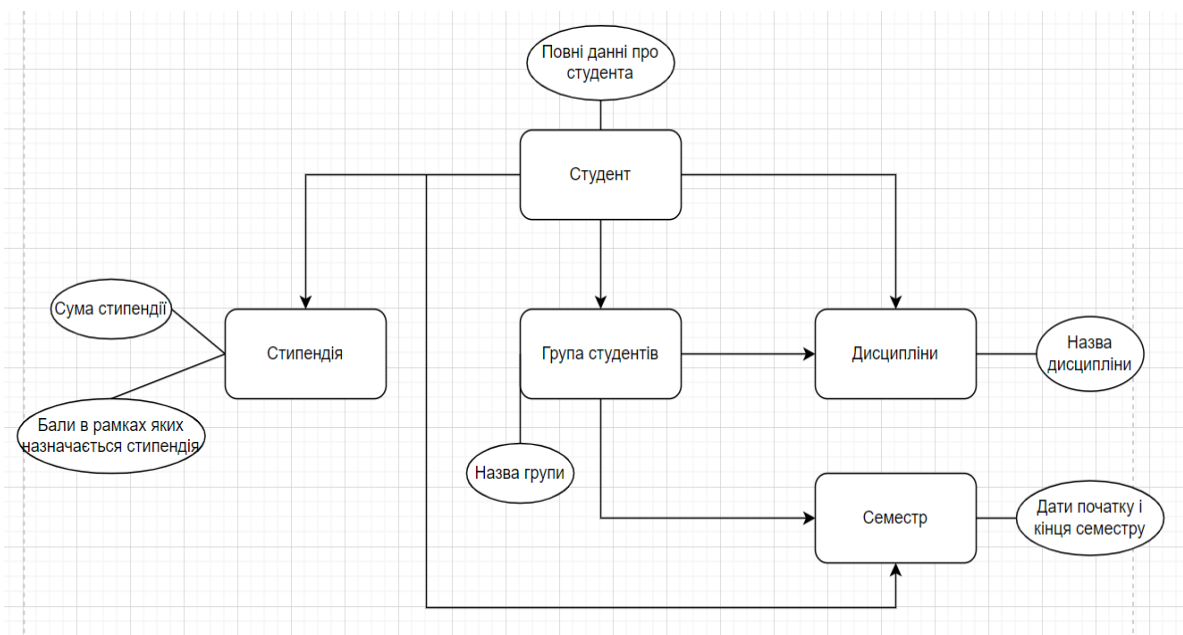 Повні данні про
студента
Студент
Сума стипендії
Стипендія
Група студентів
Дисципліни
Назва
дисципліни
Бали в рамках яких
назначається стипендія
Назва групи
Семестр
Дати початку і
кінця семестру